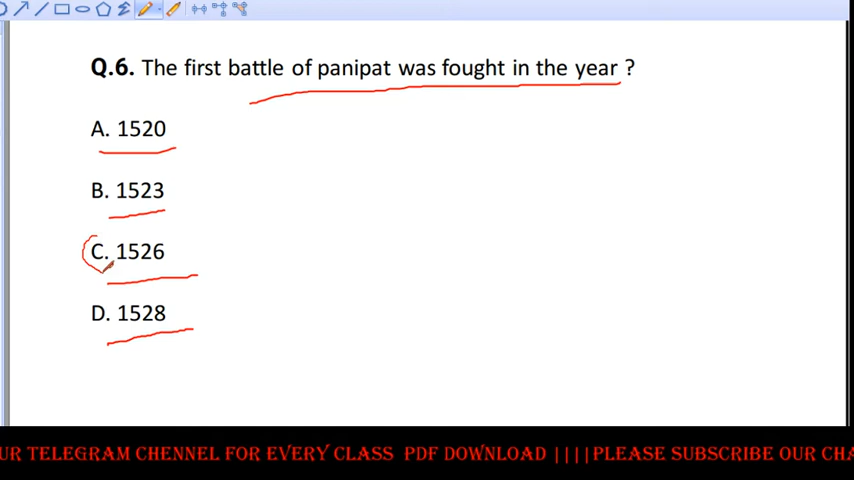 Q.6. The first battle of panipat was fought in the year ?
A. 1520
B. 1523
C. 1526
D. 1528
UR TELEGRAM CHENNEL FOR EVERY CLASS PDF DOWNLOAD ||||PLEASE SUBSCRIBE OUR CHA